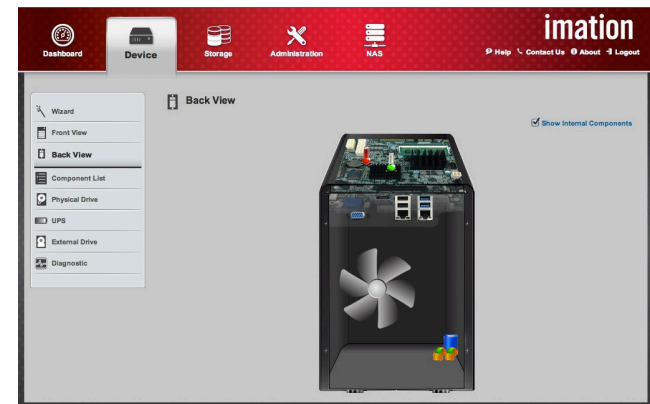 imation
Dashboard
Device
Storage
Administration
NAS
Help
Contact Us
About
Logout
Wizard
Front View
Back View
Component List
Physical Drive
UPS
External Drive
Diagnostic
Back View
Show Internal Components